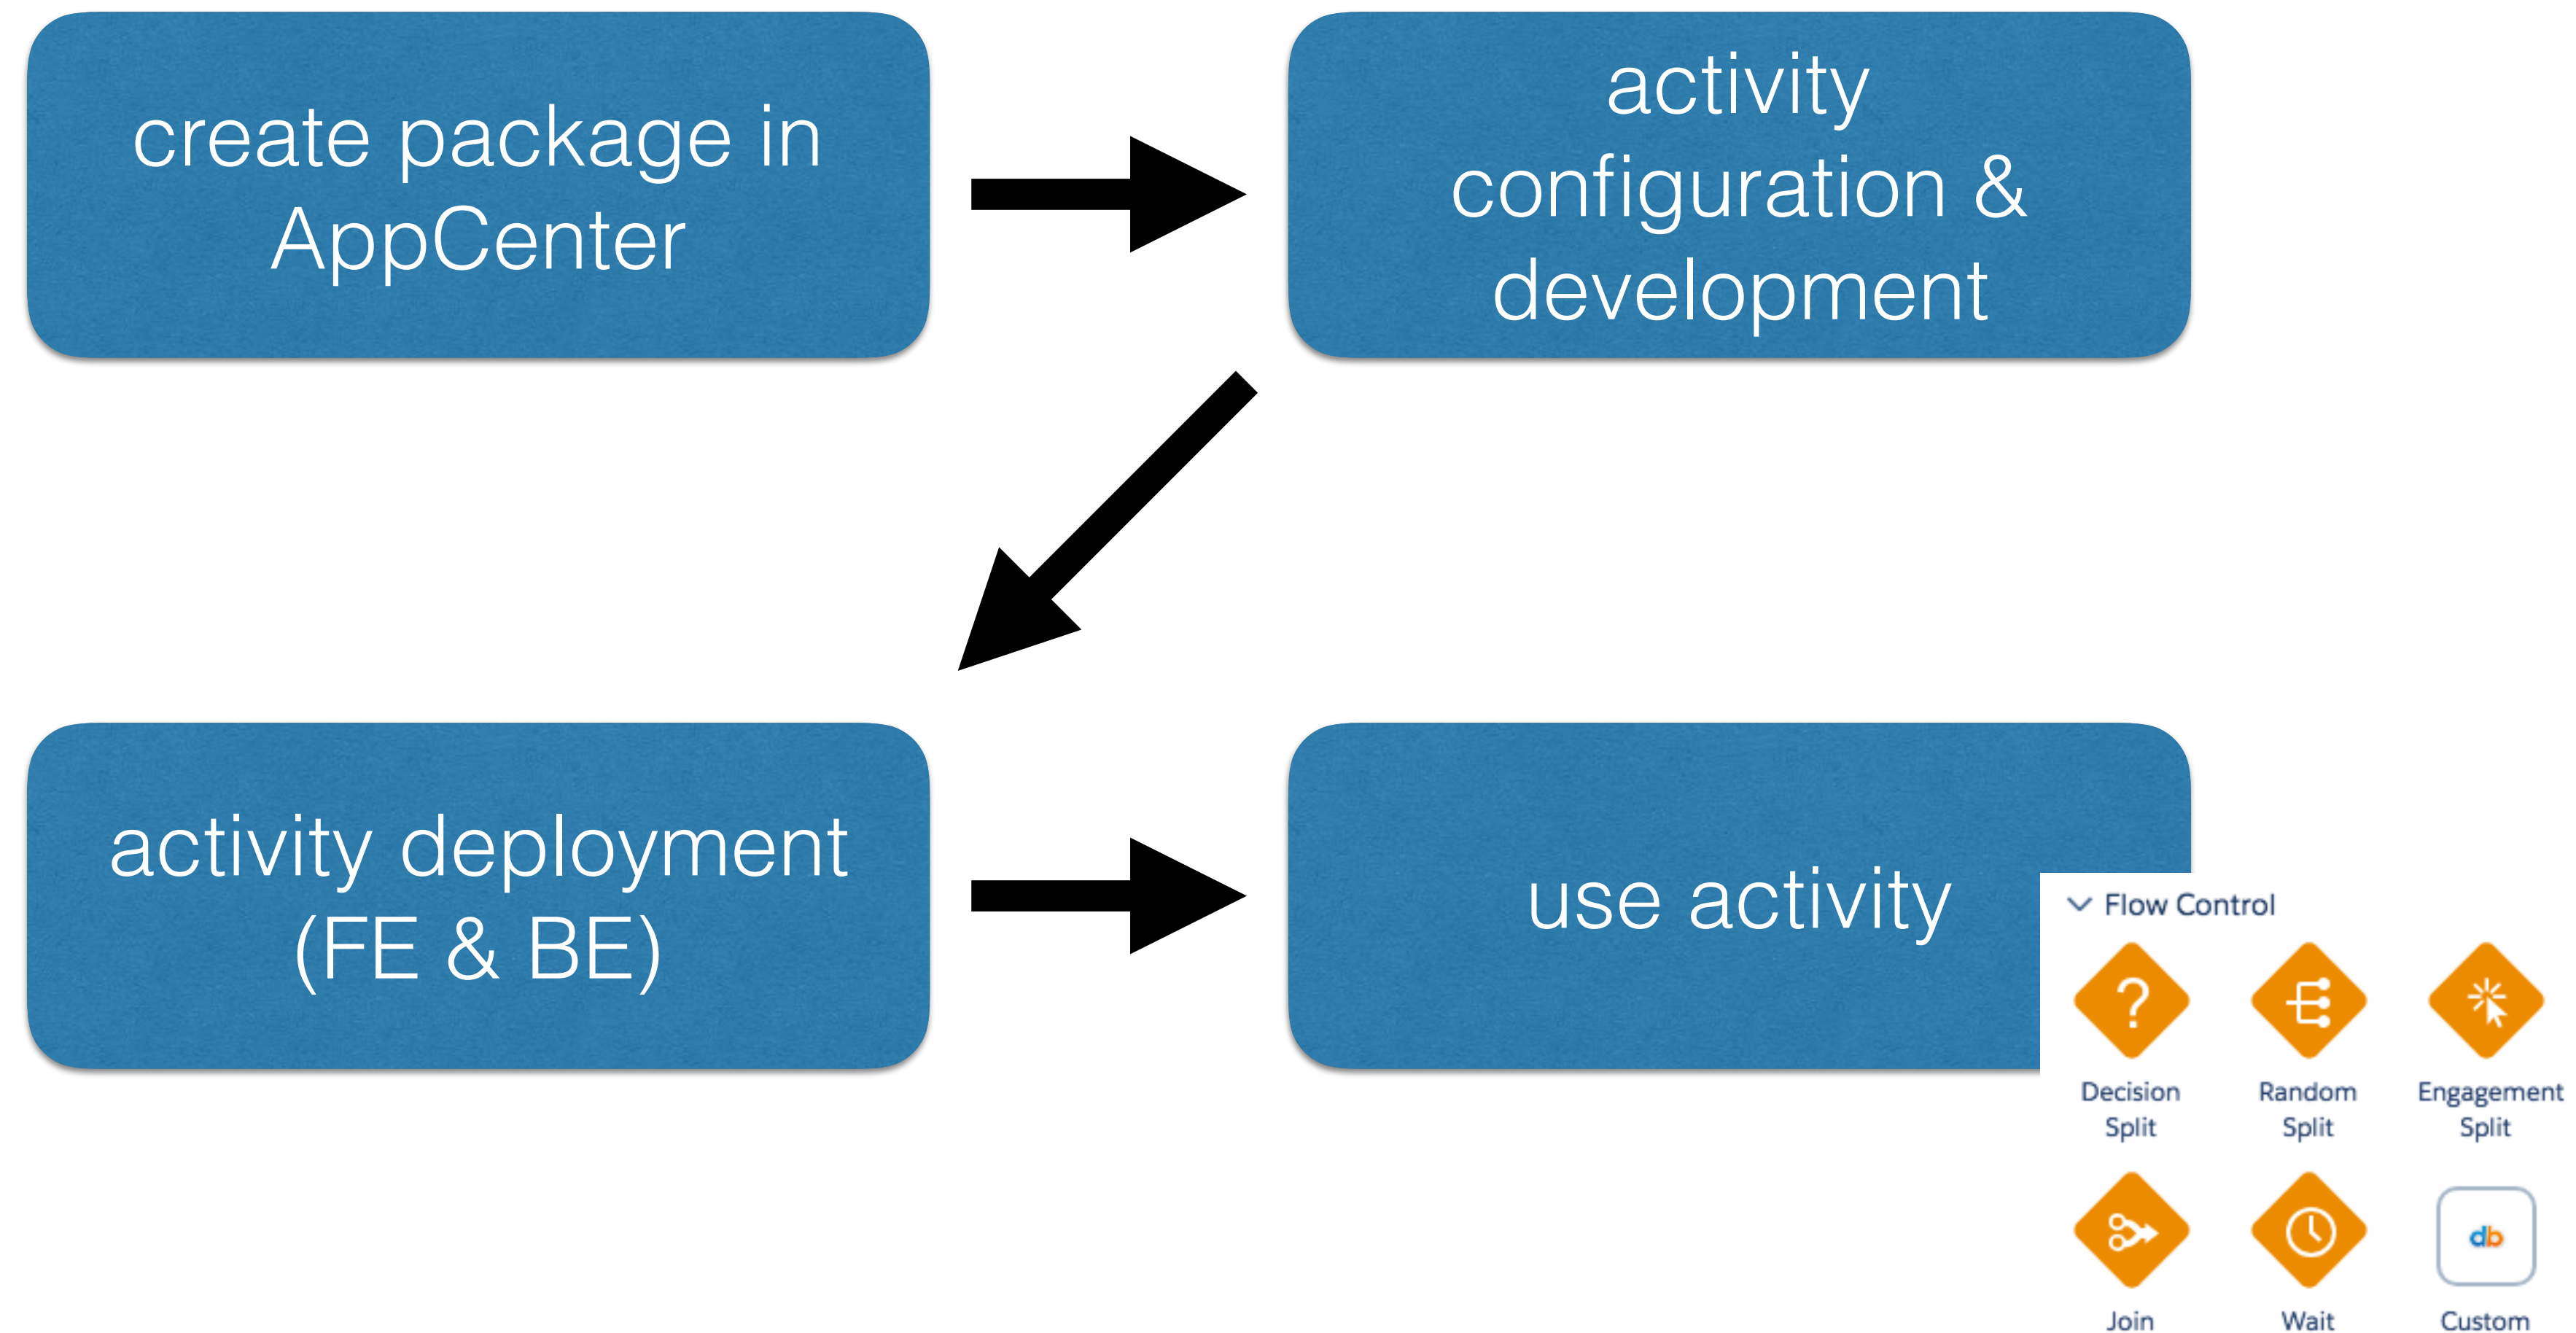 create package in
AppCenter
activity
configuration &
development
activity deployment
(FE & BE)
use activity
Flow Control
?
Decision
Split
Random
Split
Engagement
Split
db
Join
Wait
Custom